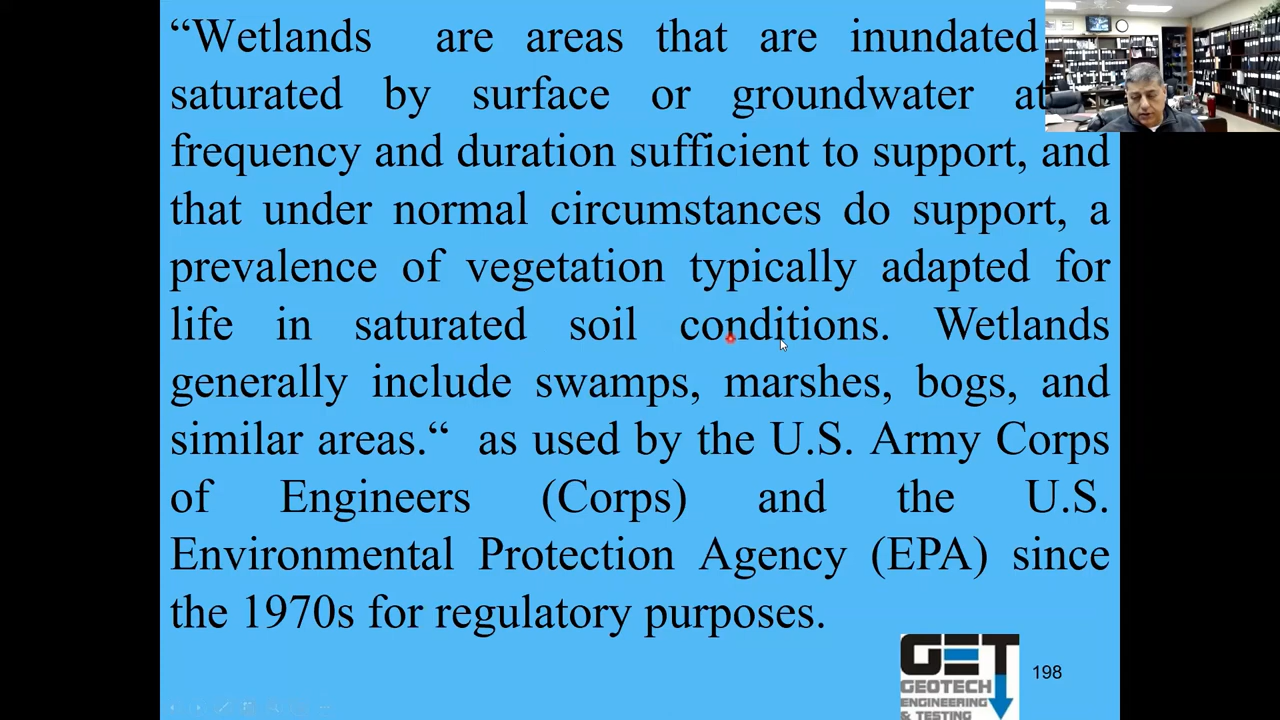 “Wetlands are areas that are inundated
saturated by surface or groundwater at
frequency and duration sufficient to support, and
that under normal circumstances do support, a
prevalence of vegetation typically adapted for
life in saturated soil conditions. Wetlands
generally include swamps, marshes, bogs, and
similar areas.“ as used by the U.S. Army Corps
of Engineers (Corps) and the U.S.
Environmental Protection Agency (EPA) since
the 1970s for regulatory purposes.
GET
GEOTECH
ENGINEERING
& TESTING
198